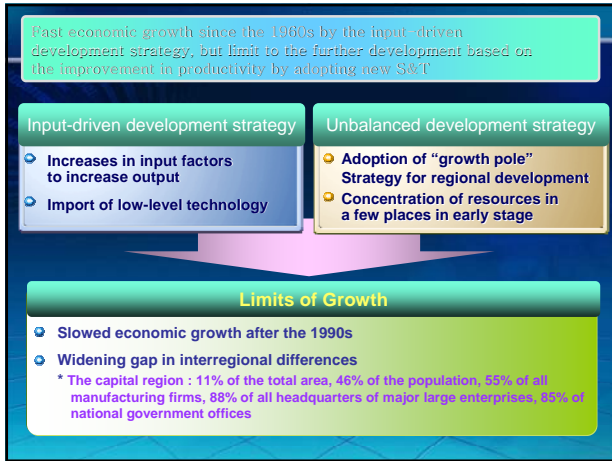 Fast economic growth since the 1960s by the input-driven
development strategy, but limit to the further development based on
the improvement in productivity by adopting new S&T
Input-driven development strategy
Increases in input factors
to increase output
Import of low-level technology
Unbalanced development strategy
Adoption of “growth pole”
Strategy for regional development
Concentration of resources in
a few places in early stage
Limits of Growth
Slowed economic growth after the 1990s
Widening gap in interregional differences
* The capital region : 11% of the total area, 46% of the population, 55% of all
manufacturing firms, 88% of all headquarters of major large enterprises, 85% of
national government offices